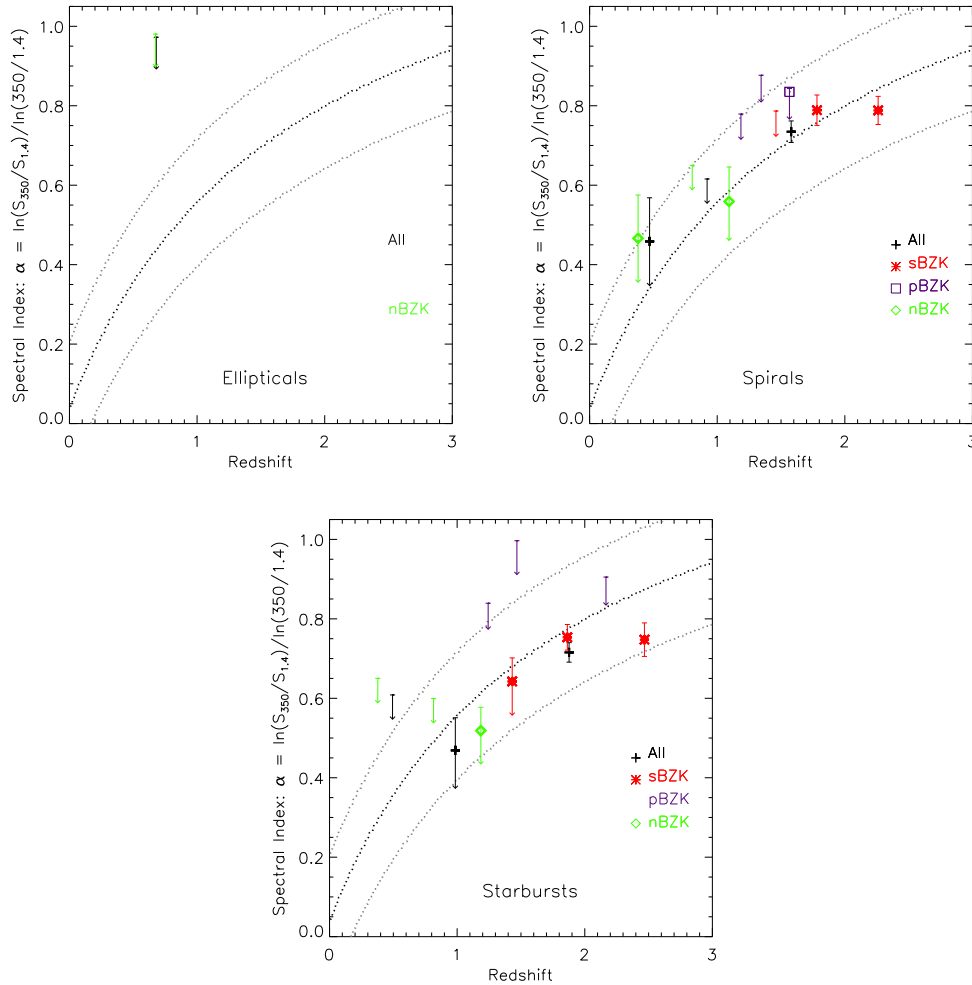 Spectral Index: α = ln(S350/S1.4)/ln(350/1.4)
1.0
0.8
0.6
0.4
0.2
0.0
All
nBZK
Ellipticals
0 1 2 3
Redshift
Spectral Index: α = ln(S350/S1.4)/ln(350/1.4)
1.0
0.8
0.6
0.4
0.2
0.0
All
sBZK
pBZK
nBZK
Spirals
0 1 2 3
Redshift
Spectral Index: α = ln(S350/S1.4)/ln(350/1.4)
1.0
0.8
0.6
0.4
0.2
0.0
All
sBZK
pBZK
nBZK
Starbursts
0 1 2 3
Redshift